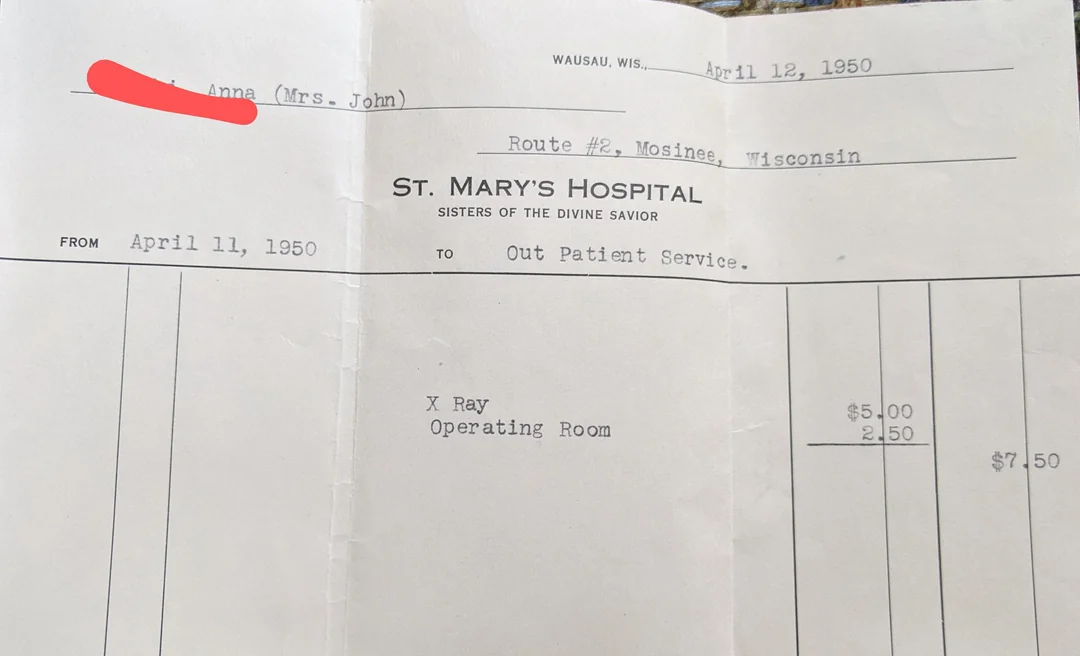 WAUSAU, WIS., April 12, 1950
Anna (Mrs. John)
Route #2, Mosinee, Wisconsin
ST. MARY'S HOSPITAL
SISTERS OF THE DIVINE SAVIOR
FROM April 11, 1950 TO Out Patient Service.
X Ray $5.00
Operating Room 2.50
$7.50